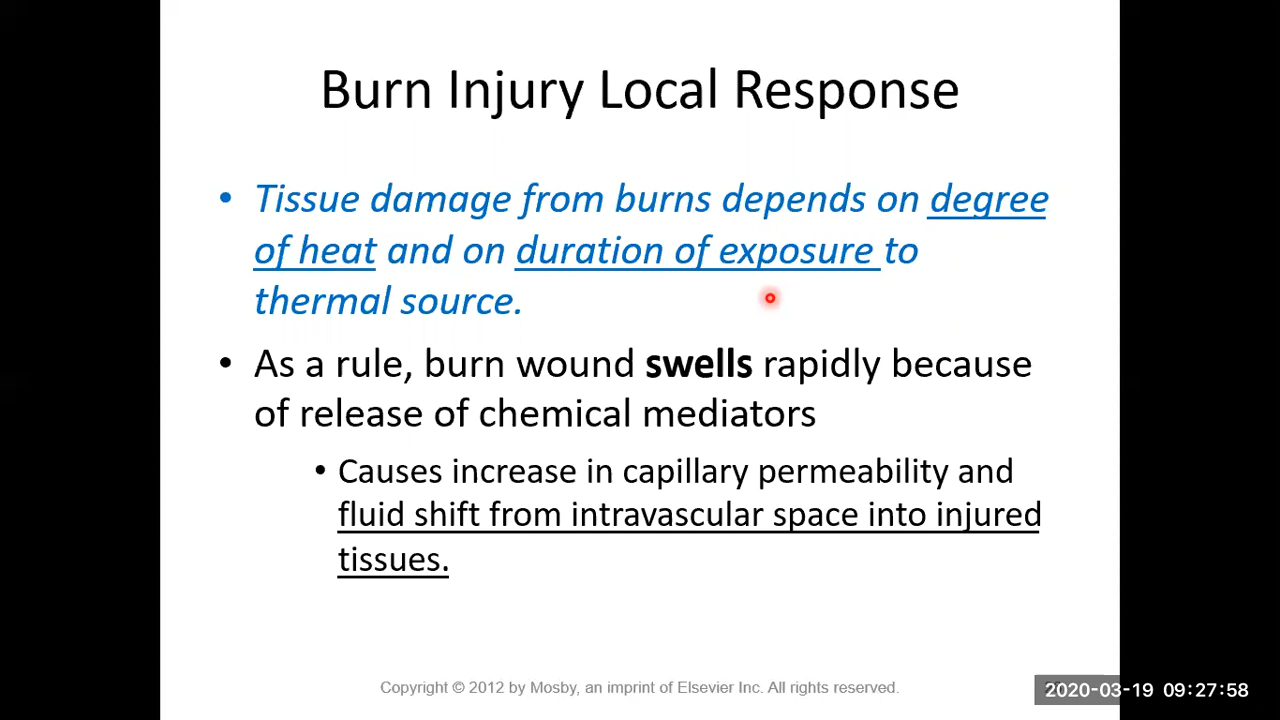 Burn Injury Local Response
• Tissue damage from burns depends on degree
of heat and on duration of exposure to
thermal source.
• As a rule, burn wound swells rapidly because
of release of chemical mediators
• Causes increase in capillary permeability and
fluid shift from intravascular space into injured
tissues.
Copyright © 2012 by Mosby, an imprint of Elsevier Inc. All rights reserved.
2020-03-19 09:27:58